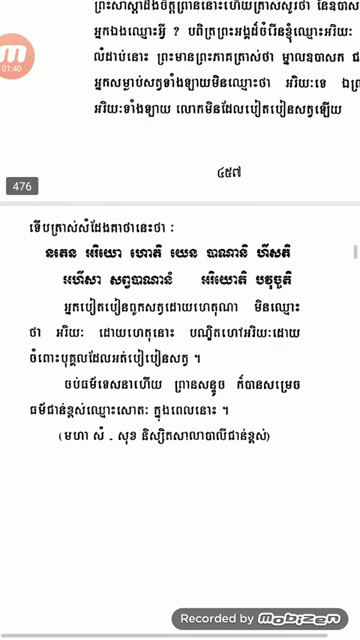 ព្រះសាស្តាដឹងចិត្តព្រាននោះហើយត្រាស់សួរថា នែឧបាស
អ្នកឯងឈ្មោះអ្វី ? បពិត្រព្រះអង្គដ៏ចំរើនខ្ញុំឈ្មោះអរិយៈ
លំដាប់នោះ ព្រះមានព្រះភាគត្រាស់ថា ម្នាលឧបាសក ជ
អ្នកសម្លាប់សត្វទាំងឡាយមិនឈ្មោះថា អរិយៈទេ ឯព្រ
អរិយៈទាំងឡាយ លោកមិនដែលបៀតបៀនសត្វឡើយ
៤៥៧
01:40
476
ទើបត្រាស់សំដែងគាថានេះថា :
នតេន អរិយោ ហោតិ យេន បាណានិ ហឹសតិ
អហឹសា សព្វបាណានំ អរិយោតិ បវុច្ចតិ
អ្នកបៀតបៀនពួកសត្វដោយហេតុណា មិនឈ្មោះ
ថា អរិយៈ ដោយហេតុនោះ បណ្ឌិតហៅអរិយៈដោយ
ចំពោះបុគ្គលដែលអត់បៀបៀនសត្វ ។
ចប់ធម៌ទេសនាហើយ ព្រានសន្ទូច ក៏បានសម្រេច
ធម៌ជាន់ខ្ពស់ឈ្មោះសោតៈ ក្នុងពេលនោះ ។
(មហា សំ - សុខ និស្សិតសាលាបាលីជាន់ខ្ពស់)
Recorded by mobizen